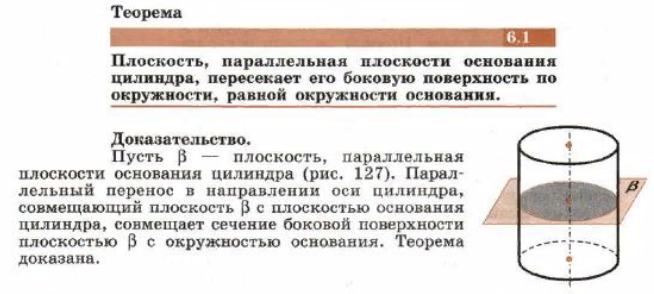 Теорема
6.1
Плоскость, параллельная плоскости основания
цилиндра, пересекает его боковую поверхность по
окружности, равной окружности основания.
Доказательство.
Пусть β — плоскость, параллельная
плоскости основания цилиндра (рис. 127). Парал-
лельный перенос в направлении оси цилиндра,
совмещающий плоскость β с плоскостью основания
цилиндра, совмещает сечение боковой поверхности
плоскостью β с окружностью основания. Теорема
доказана.
β